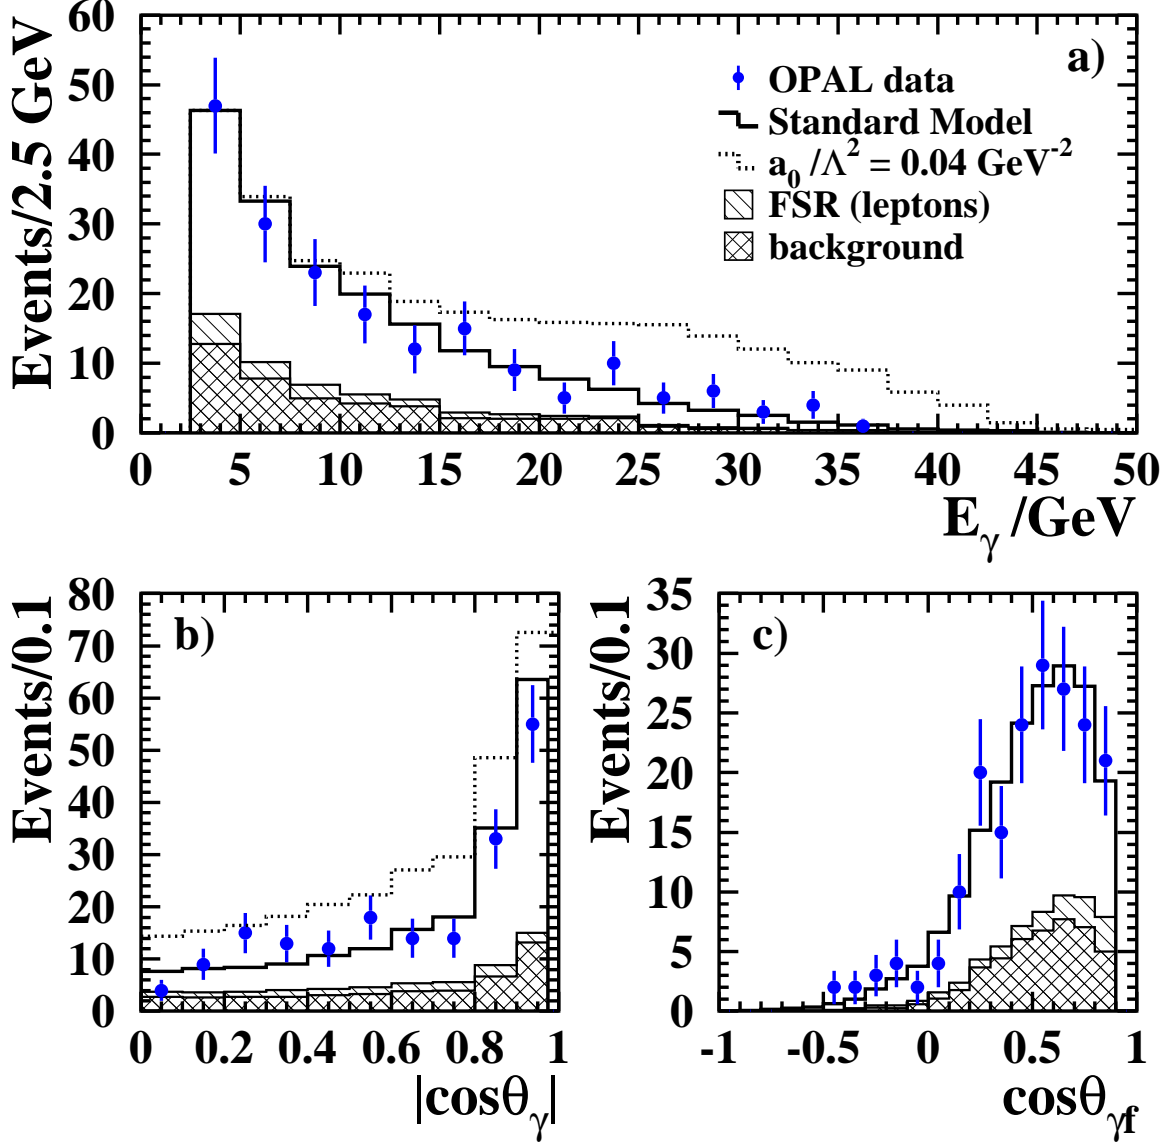 a)
Events/2.5 GeV
60
50
40
30
20
10
0
OPAL data
Standard Model
a₀ /Λ² = 0.04 GeV⁻²
FSR (leptons)
background
0 5 10 15 20 25 30 35 40 45 50
E_γ /GeV
b)
Events/0.1
80
70
60
50
40
30
20
10
0
0 0.2 0.4 0.6 0.8 1
|cosθ_γ|
c)
Events/0.1
35
30
25
20
15
10
5
0
-1 -0.5 0 0.5 1
cosθ_γf